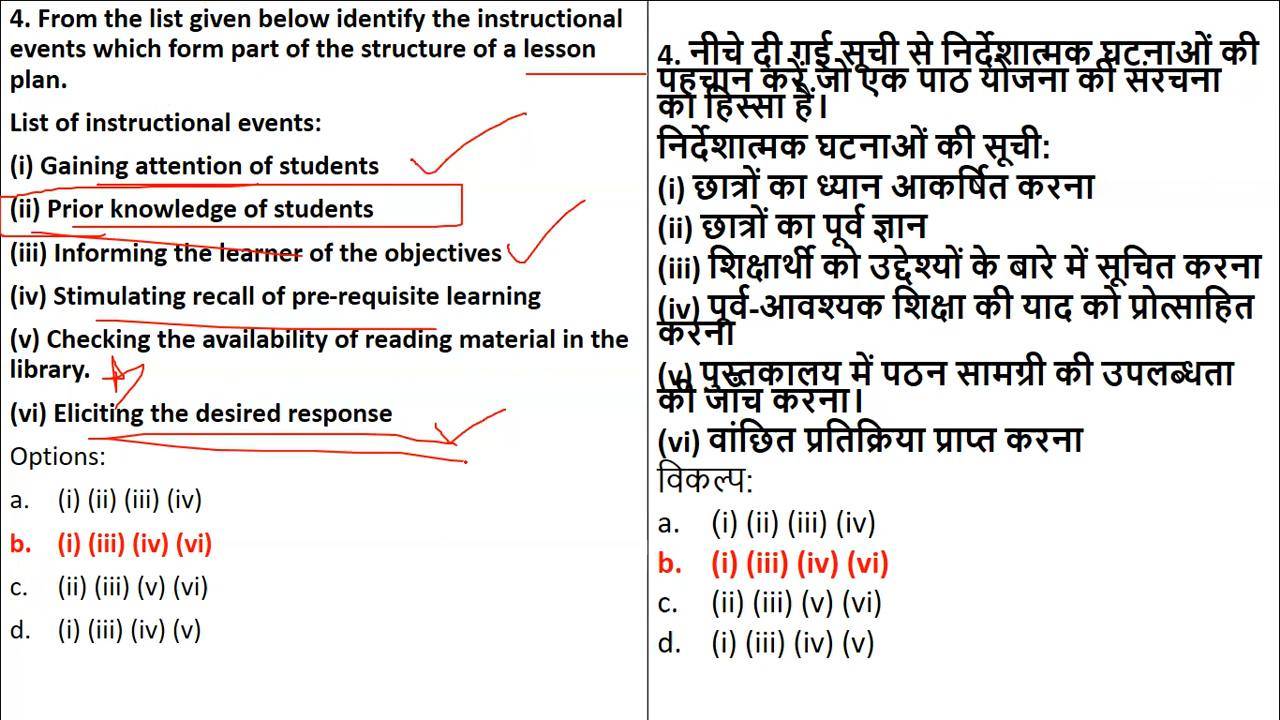 4. From the list given below identify the instructional
events which form part of the structure of a lesson
plan.
List of instructional events:
(i) Gaining attention of students
(ii) Prior knowledge of students
(iii) Informing the learner of the objectives
(iv) Stimulating recall of pre-requisite learning
(v) Checking the availability of reading material in the
library.
(vi) Eliciting the desired response
Options:
a. (i) (ii) (iii) (iv)
b. (i) (iii) (iv) (vi)
c. (ii) (iii) (v) (vi)
d. (i) (iii) (iv) (v)
4. नीचे दी गई सूची से निर्देशात्मक घटनाओं की
पहचान करें जो एक पाठ योजना की संरचना
का हिस्सा हैं।
निर्देशात्मक घटनाओं की सूची:
(i) छात्रों का ध्यान आकर्षित करना
(ii) छात्रों का पूर्व ज्ञान
(iii) शिक्षार्थी को उद्देश्यों के बारे में सूचित करना
(iv) पूर्व-आवश्यक शिक्षा की याद को प्रोत्साहित
करना
(v) पुस्तकालय में पठन सामग्री की उपलब्धता
की जाँच करना।
(vi) वांछित प्रतिक्रिया प्राप्त करना
विकल्प:
a. (i) (ii) (iii) (iv)
b. (i) (iii) (iv) (vi)
c. (ii) (iii) (v) (vi)
d. (i) (iii) (iv) (v)